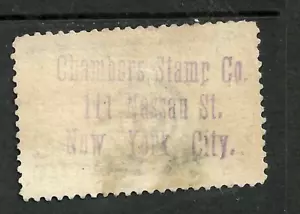 Chambers Stamp Co.
111 Nassau St.
New York City.